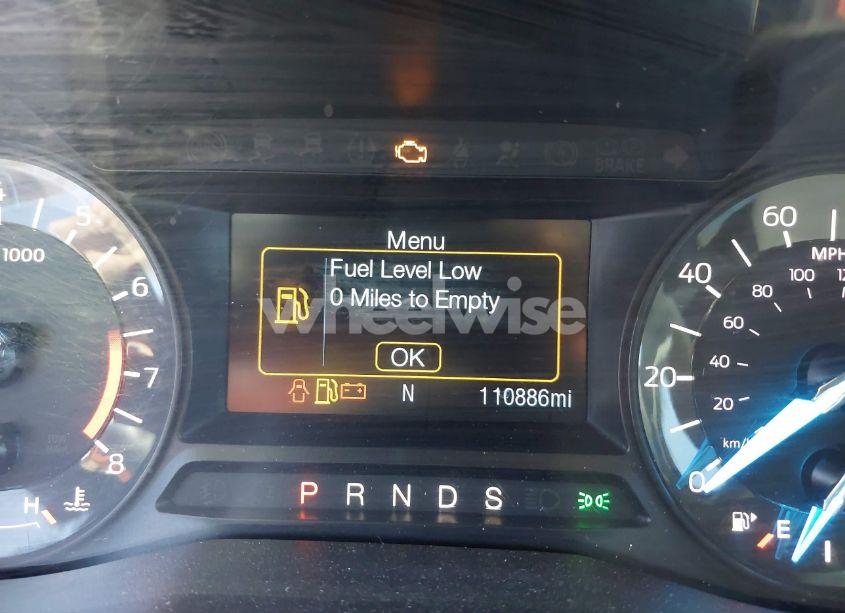 BRAKE
4
5
6
7
8
1000
H
Menu
Fuel Level Low
0 Miles to Empty
OK
N
110886mi
P R N D S
60
MPH
40
100
80
60
20
40
20
km/h
0
E
wheelwise